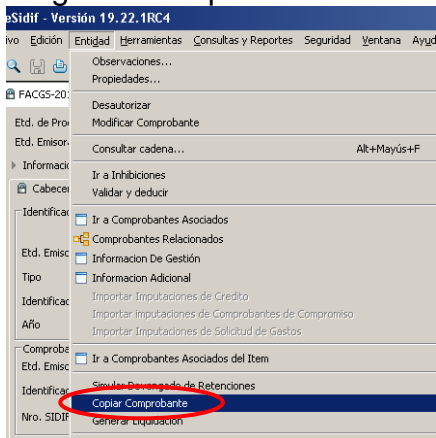 eSidif - Versión 19.22.1RC4
ivo Edición Entidad Herramientas Consultas y Reportes Seguridad Ventana Ayud
Observaciones...
Propiedades...
FACGS-20
Desautorizar
Etd. de Pro
Modificar Comprobante
Etd. Emisor
Consultar cadena... Alt+Mayús+F
Informació
Ir a Inhibiciones
Cabece
Validar y deducir
Identificac
Ir a Comprobantes Asociados
Comprobantes Relacionados
Etd. Emisc
Informacion De Gestión
Tipo
Informacion Adicional
Identificac
Importar Imputaciones de Credito
Importar imputaciones de Comprobantes de Compromiso
Año
Importar Imputaciones de Solicitud de Gastos
Comproba
Ir a Comprobantes Asociados del Item
Etd. Emisc
Simular Devengado de Retenciones
Identificac
Copiar Comprobante
Nro. SIDIF
Generar Liquidación